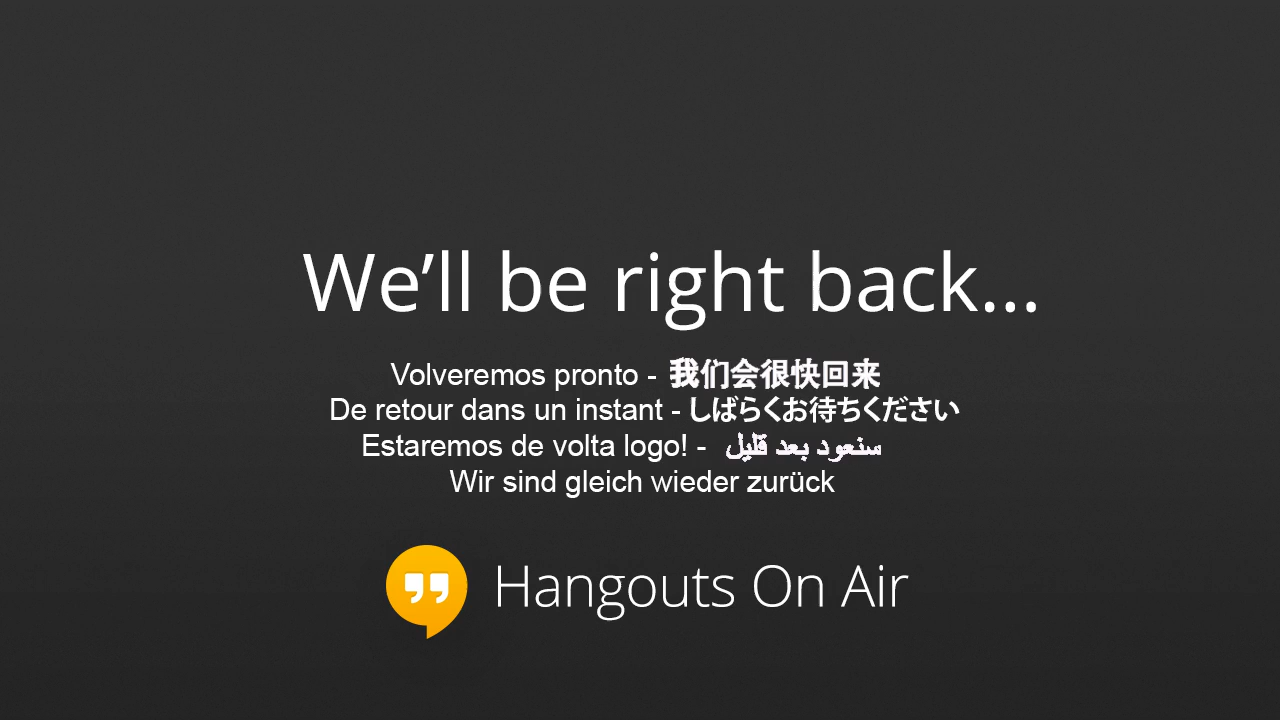 We’ll be right back...
Volveremos pronto - 我们会很快回来
De retour dans un instant - しばらくお待ちください
Estaremos de volta logo! - سنعود بعد قليل
Wir sind gleich wieder zurück
Hangouts On Air